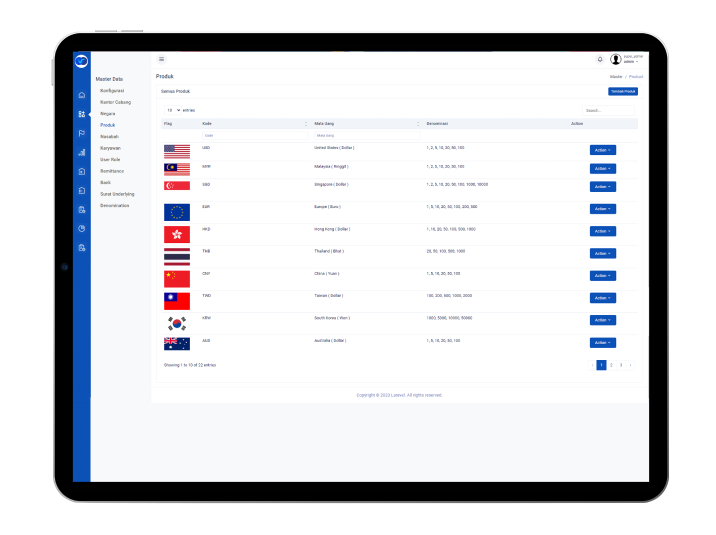 super_admin
admin
Master Data
Konfigurasi
Kantor Cabang
Negara
Produk
Nasabah
Karyawan
User Role
Remittance
Bank
Surat Underlying
Denomination
Produk
Master / Product
Semua Produk
Tambah Produk
10 entries
Search...
Flag Kode Mata Uang Denominasi Action
Kode Mata Uang
USD United States ( Dollar ) 1, 2, 5, 10, 20, 50, 100 Action
MYR Malaysia ( Ringgit ) 1, 2, 5, 10, 20, 50, 100 Action
SGD Singapore ( Dollar ) 1, 2, 5, 10, 20, 50, 100, 1000, 10000 Action
EUR Europe ( Euro ) 1, 5, 10, 20, 50, 100, 200, 500 Action
HKD Hong Kong ( Dollar ) 1, 10, 20, 50, 100, 500, 1000 Action
THB Thailand ( Bhat ) 20, 50, 100, 500, 1000 Action
CNY China ( Yuan ) 1, 5, 10, 20, 50, 100 Action
TWD Taiwan ( Dollar ) 100, 200, 500, 1000, 2000 Action
KRW South Korea ( Won ) 1000, 5000, 10000, 50000 Action
AUD Australia ( Dollar ) 1, 5, 10, 20, 50, 100 Action
Showing 1 to 10 of 22 entries
‹ 1 2 3 ›
Copyright © 2023 Laravel. All rights reserved.